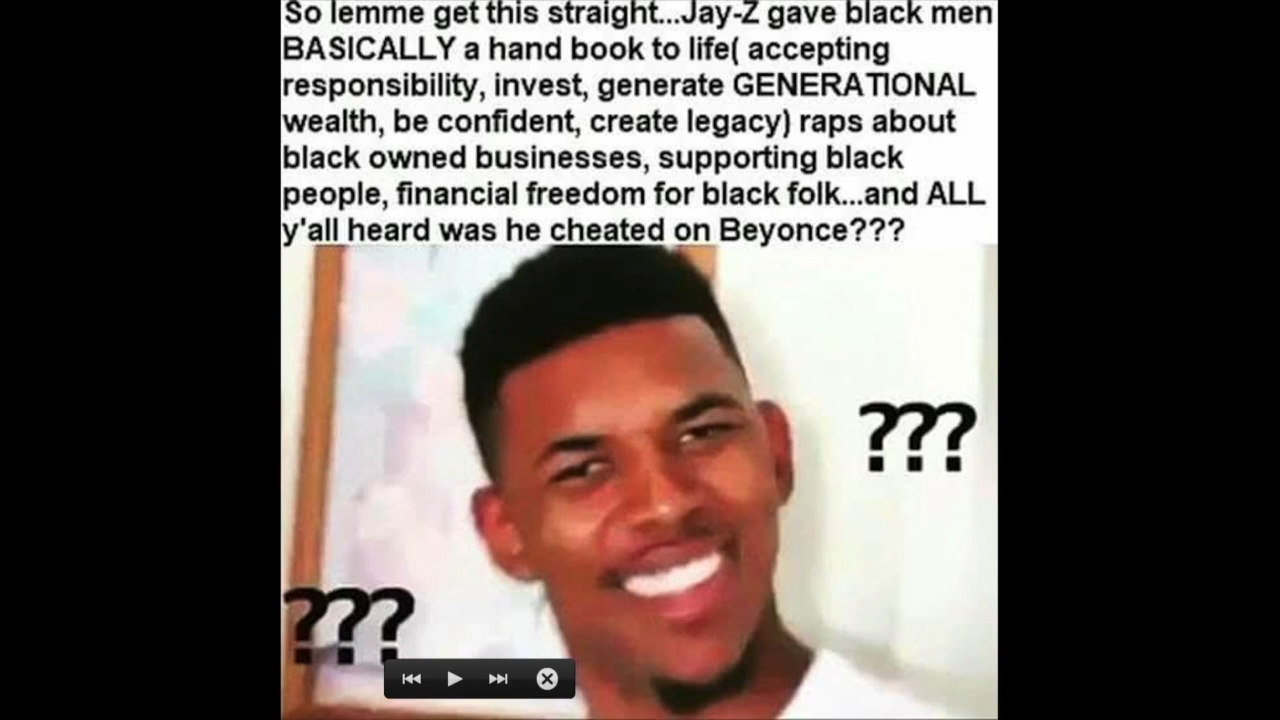 So lemme get this straight...Jay-Z gave black men
BASICALLY a hand book to life( accepting
responsibility, invest, generate GENERATIONAL
wealth, be confident, create legacy) raps about
black owned businesses, supporting black
people, financial freedom for black folk...and ALL
y'all heard was he cheated on Beyonce???
???
???